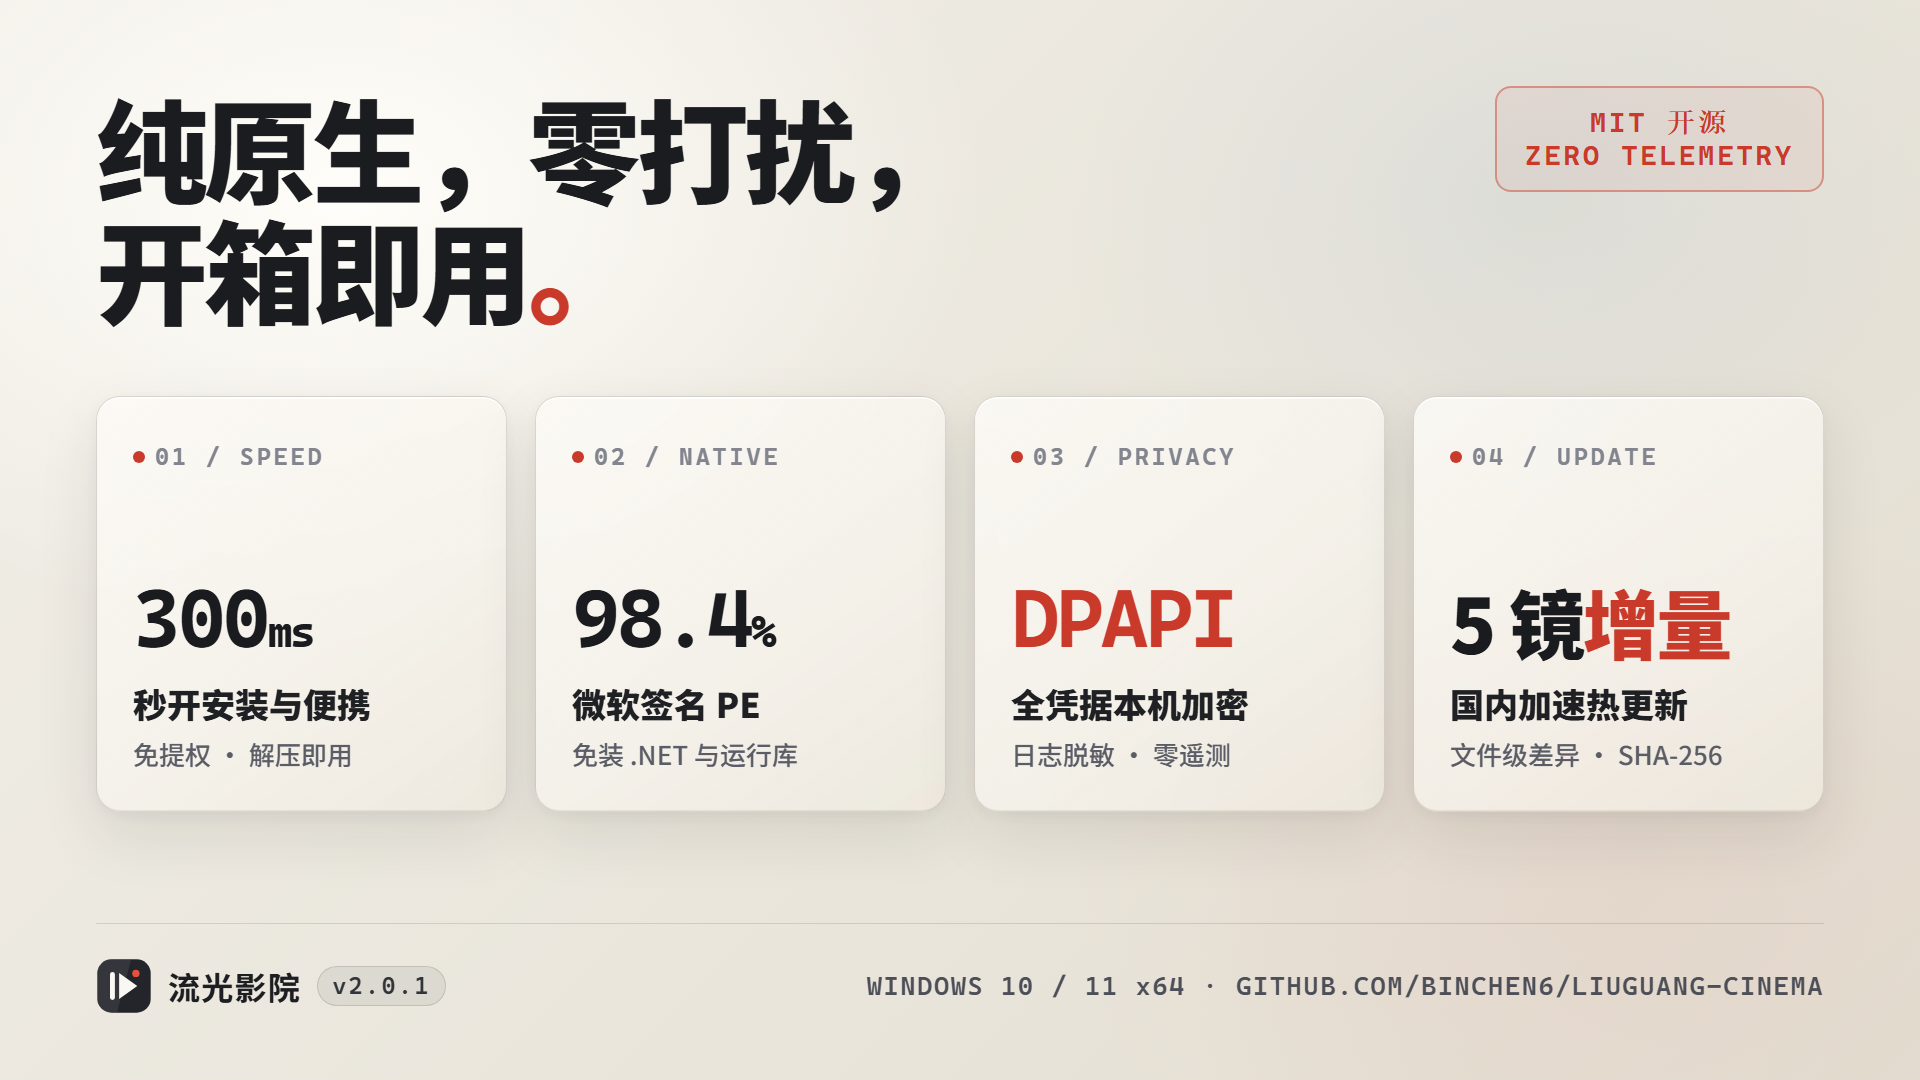 纯原生，零打扰，
开箱即用。
MIT 开源
ZERO TELEMETRY
01 / SPEED
300ms
秒开安装与便携
免提权 · 解压即用
02 / NATIVE
98.4%
微软签名 PE
免装 .NET 与运行库
03 / PRIVACY
DPAPI
全凭据本机加密
日志脱敏 · 零遥测
04 / UPDATE
5 镜增量
国内加速热更新
文件级差异 · SHA-256
流光影院 v2.0.1
WINDOWS 10 / 11 x64 · GITHUB.COM/BINCHEN6/LIUGUANG-CINEMA